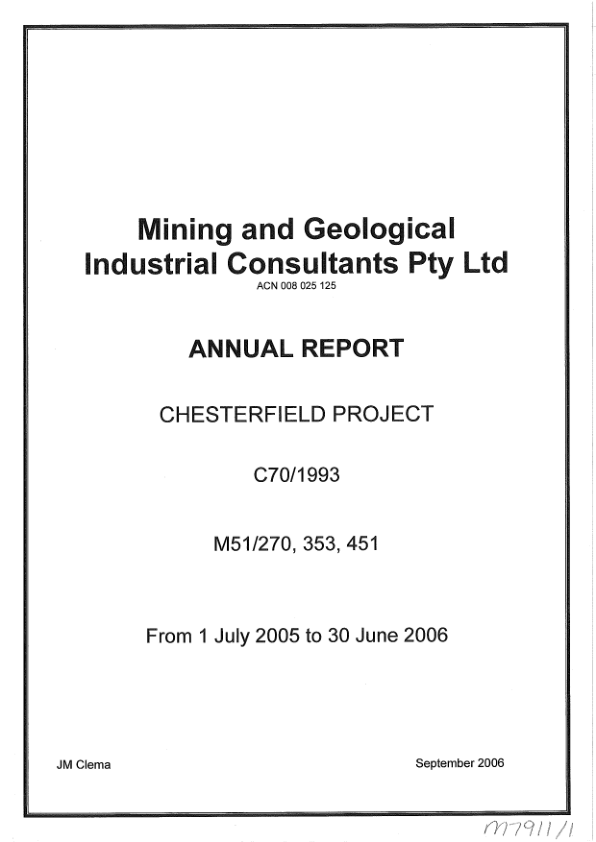 Mining and Geological
Industrial Consultants Pty Ltd
ACN 008 025 125
ANNUAL REPORT
CHESTERFIELD PROJECT
C70/1993
M51/270, 353, 451
From 1 July 2005 to 30 June 2006
JM Clema
September 2006
M7911/1